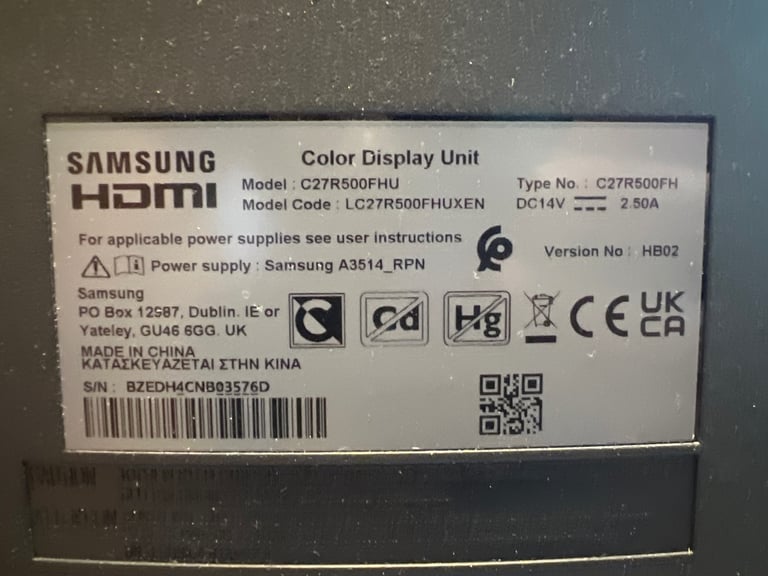 SAMSUNG
HDMI
Color Display Unit
Model : C27R500FHU
Type No. : C27R500FH
Model Code : LC27R500FHUXEN
DC14V 2.50A
For applicable power supplies see user instructions
Version No : HB02
Power supply : Samsung A3514_RPN
Samsung
PO Box 12987, Dublin. IE or
Yateley, GU46 6GG. UK
Cd
Hg
CE
UK
CA
MADE IN CHINA
ΚΑΤΑΣΚΕΥΑΖΕΤΑΙ ΣΤΗΝ ΚΙΝΑ
S/N : BZEDH4CNB03576D